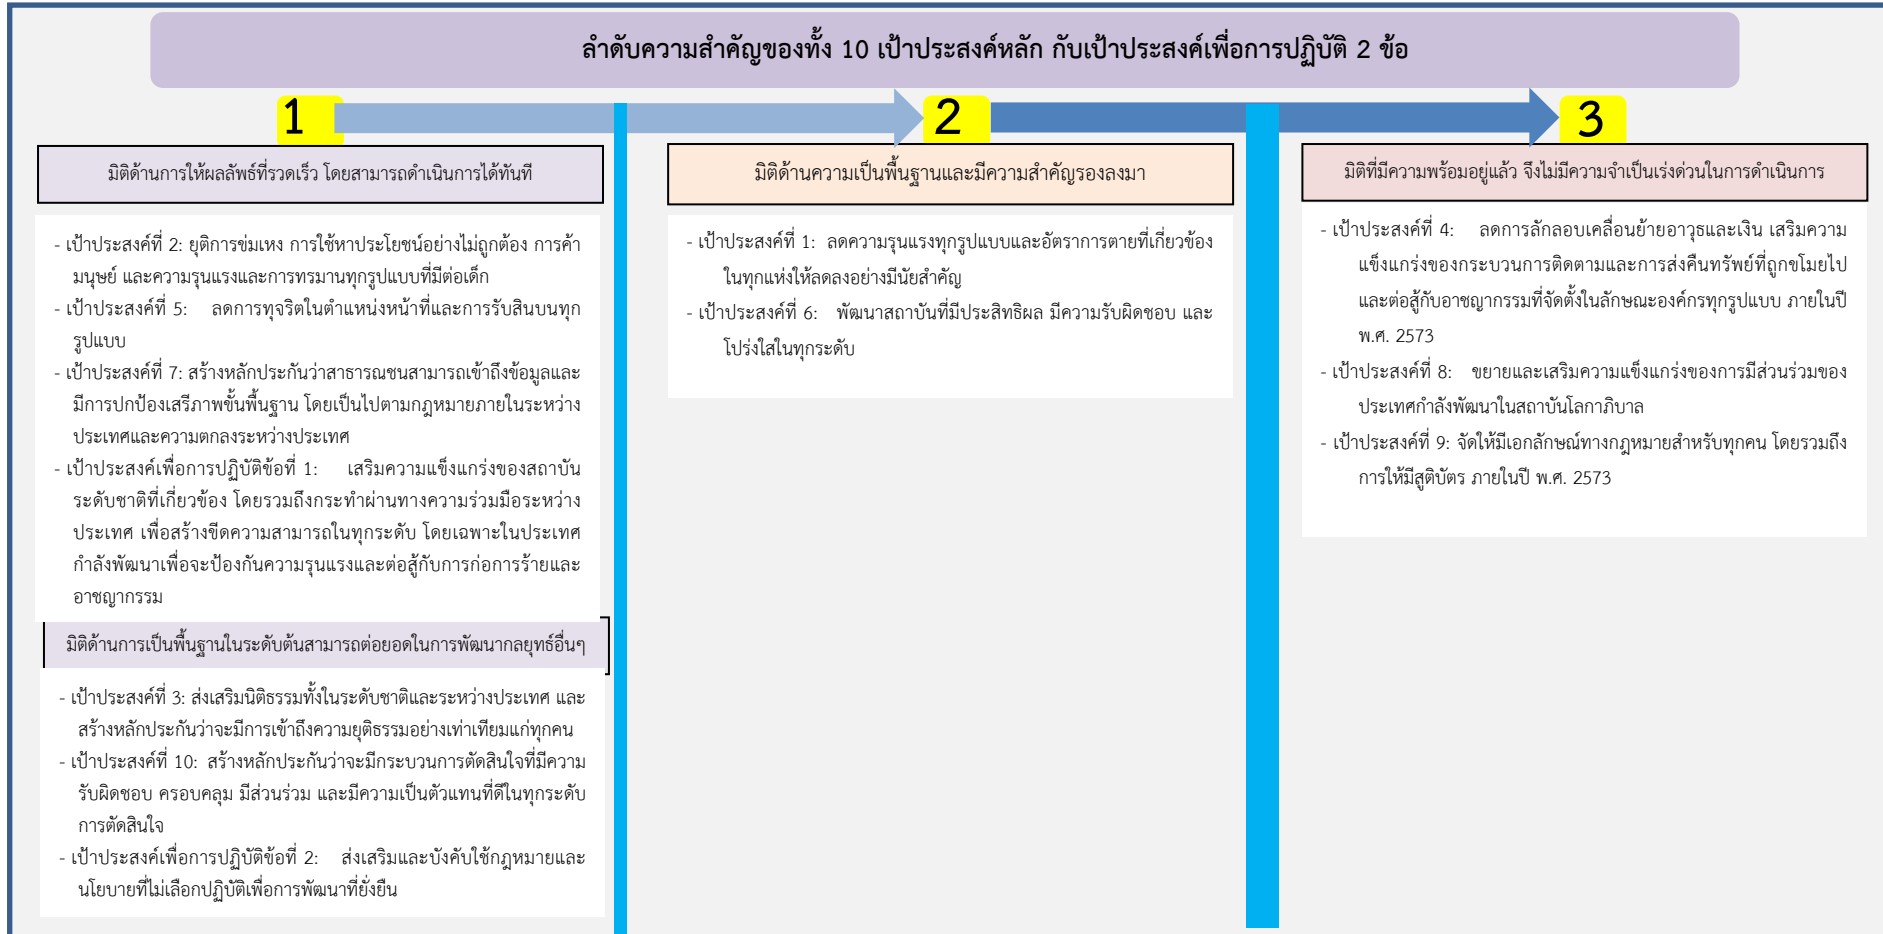 ลำดับความสำคัญของทั้ง 10 เป้าประสงค์หลัก กับเป้าประสงค์เพื่อการปฏิบัติ 2 ข้อ
1
2
3
มิติด้านการให้ผลลัพธ์ที่รวดเร็ว โดยสามารถดำเนินการได้ทันที
- เป้าประสงค์ที่ 2: ยุติการข่มเหง การใช้หาประโยชน์อย่างไม่ถูกต้อง การค้า
มนุษย์ และความรุนแรงและการทรมานทุกรูปแบบที่มีต่อเด็ก
- เป้าประสงค์ที่ 5: ลดการทุจริตในตำแหน่งหน้าที่และการรับสินบนทุก
รูปแบบ
- เป้าประสงค์ที่ 7: สร้างหลักประกันว่าสาธารณชนสามารถเข้าถึงข้อมูลและ
มีการปกป้องเสรีภาพขั้นพื้นฐาน โดยเป็นไปตามกฎหมายภายในระหว่าง
ประเทศและความตกลงระหว่างประเทศ
- เป้าประสงค์เพื่อการปฏิบัติข้อที่ 1: เสริมความแข็งแกร่งของสถาบัน
ระดับชาติที่เกี่ยวข้อง โดยรวมถึงกระทำผ่านทางความร่วมมือระหว่าง
ประเทศ เพื่อสร้างขีดความสามารถในทุกระดับ โดยเฉพาะในประเทศ
กำลังพัฒนาเพื่อจะป้องกันความรุนแรงและต่อสู้กับการก่อการร้ายและ
อาชญากรรม
มิติด้านการเป็นพื้นฐานในระดับต้นสามารถต่อยอดในการพัฒนากลยุทธ์อื่นๆ
- เป้าประสงค์ที่ 3: ส่งเสริมนิติธรรมทั้งในระดับชาติและระหว่างประเทศ และ
สร้างหลักประกันว่าจะมีการเข้าถึงความยุติธรรมอย่างเท่าเทียมแก่ทุกคน
- เป้าประสงค์ที่ 10: สร้างหลักประกันว่าจะมีกระบวนการตัดสินใจที่มีความ
รับผิดชอบ ครอบคลุม มีส่วนร่วม และมีความเป็นตัวแทนที่ดีในทุกระดับ
การตัดสินใจ
- เป้าประสงค์เพื่อการปฏิบัติข้อที่ 2: ส่งเสริมและบังคับใช้กฎหมายและ
นโยบายที่ไม่เลือกปฏิบัติเพื่อการพัฒนาที่ยั่งยืน
มิติด้านความเป็นพื้นฐานและมีความสำคัญรองลงมา
- เป้าประสงค์ที่ 1: ลดความรุนแรงทุกรูปแบบและอัตราการตายที่เกี่ยวข้อง
ในทุกแห่งให้ลดลงอย่างมีนัยสำคัญ
- เป้าประสงค์ที่ 6: พัฒนาสถาบันที่มีประสิทธิผล มีความรับผิดชอบ และ
โปร่งใสในทุกระดับ
มิติที่มีความพร้อมอยู่แล้ว จึงไม่มีความจำเป็นเร่งด่วนในการดำเนินการ
- เป้าประสงค์ที่ 4: ลดการลักลอบเคลื่อนย้ายอาวุธและเงิน เสริมความ
แข็งแกร่งของกระบวนการติดตามและการส่งคืนทรัพย์ที่ถูกขโมยไป
และต่อสู้กับอาชญากรรมที่จัดตั้งในลักษณะองค์กรทุกรูปแบบ ภายในปี
พ.ศ. 2573
- เป้าประสงค์ที่ 8: ขยายและเสริมความแข็งแกร่งของการมีส่วนร่วมของ
ประเทศกำลังพัฒนาในสถาบันโลกาภิบาล
- เป้าประสงค์ที่ 9: จัดให้มีเอกลักษณ์ทางกฎหมายสำหรับทุกคน โดยรวมถึง
การให้มีสูติบัตร ภายในปี พ.ศ. 2573